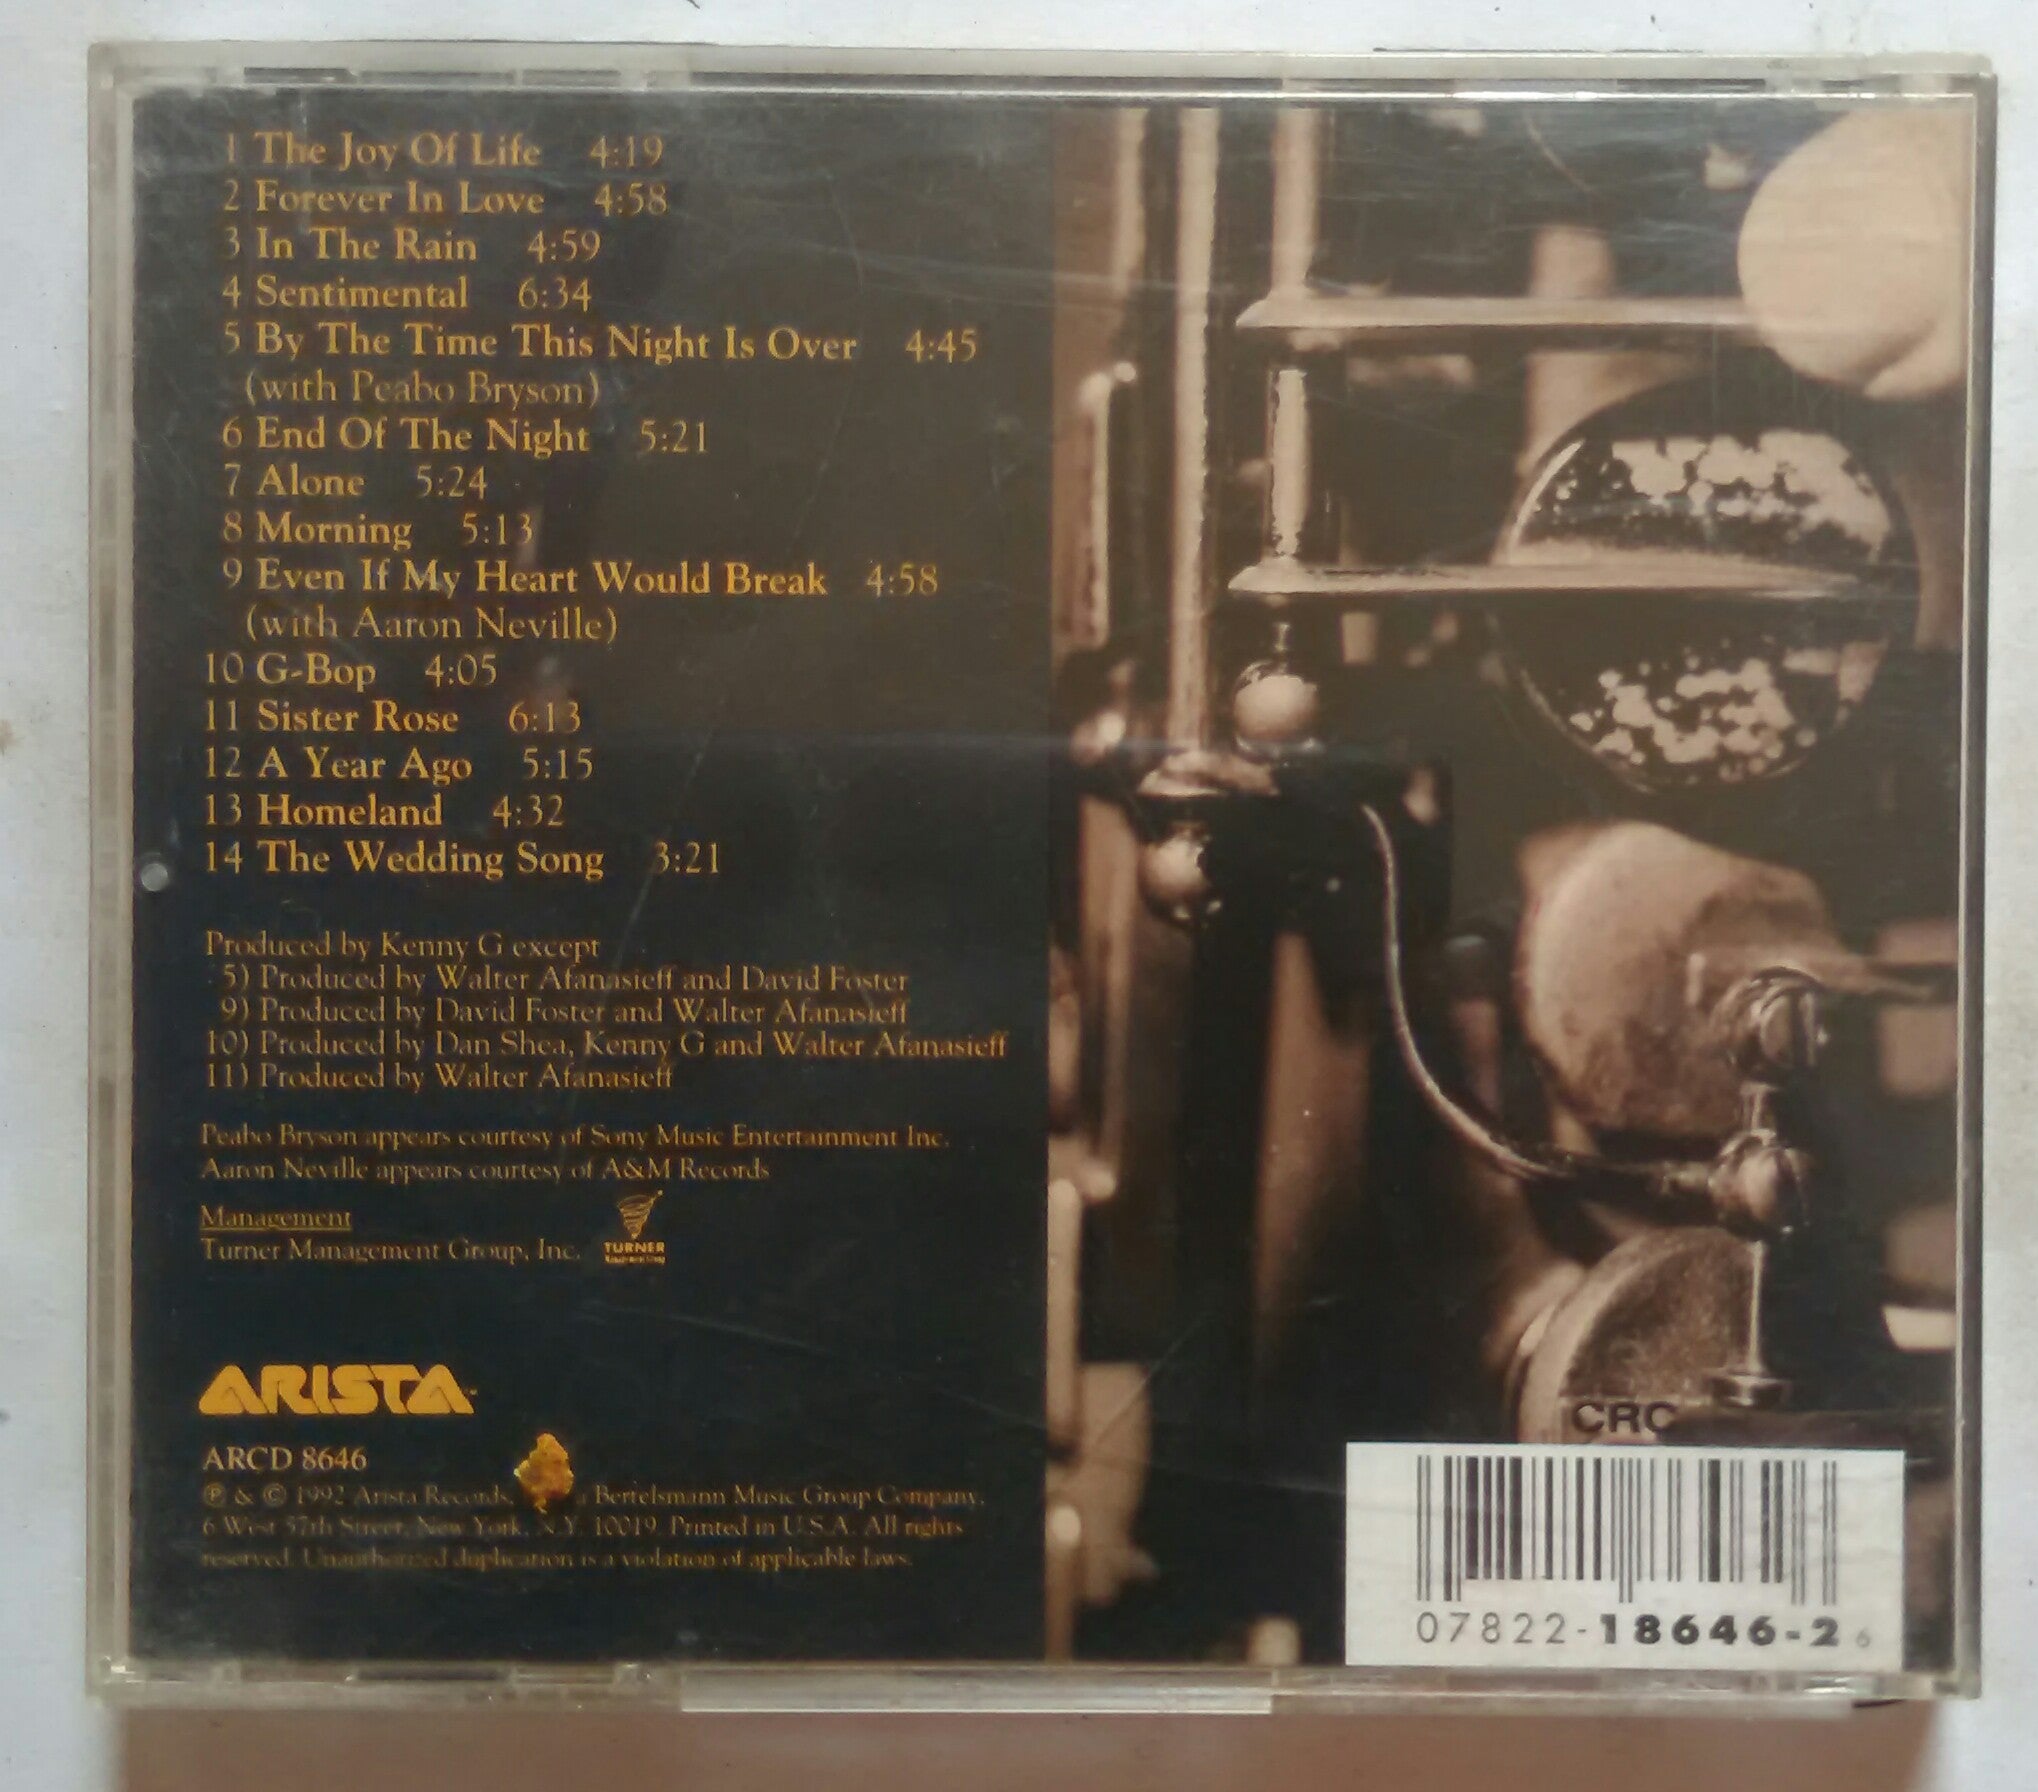 1 The Joy Of Life 4:19
2 Forever In Love 4:58
3 In The Rain 4:59
4 Sentimental 6:34
5 By The Time This Night Is Over 4:45
(with Peabo Bryson)
6 End Of The Night 5:21
7 Alone 5:24
8 Morning 5:13
9 Even If My Heart Would Break 4:58
(with Aaron Neville)
10 G-Bop 4:05
11 Sister Rose 6:13
12 A Year Ago 5:15
13 Homeland 4:32
14 The Wedding Song 3:21
Produced by Kenny G except
5) Produced by Walter Afanasieff and David Foster
9) Produced by David Foster and Walter Afanasieff
10) Produced by Dan Shea, Kenny G and Walter Afanasieff
11) Produced by Walter Afanasieff
Peabo Bryson appears courtesy of Sony Music Entertainment Inc.
Aaron Neville appears courtesy of A&M Records
Management
Turner Management Group, Inc.
TURNER
ARISTA
ARCD 8646
℗ & © 1992 Arista Records, a Bertelsmann Music Group Company,
6 West 57th Street, New York, N.Y. 10019. Printed in U.S.A. All rights
reserved. Unauthorized duplication is a violation of applicable laws.
CRC
07822-18646-2 6